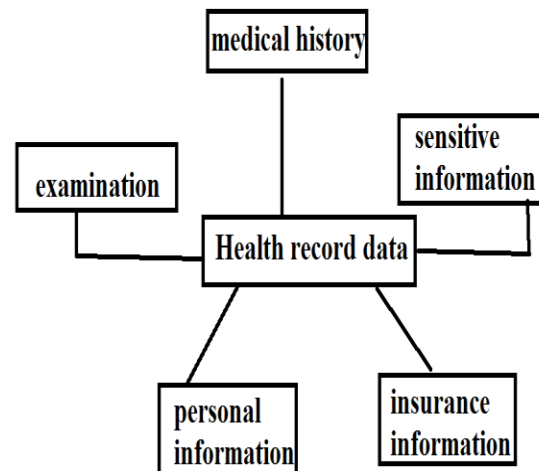 medical history
sensitive
information
examination
Health record data
personal
information
insurance
information